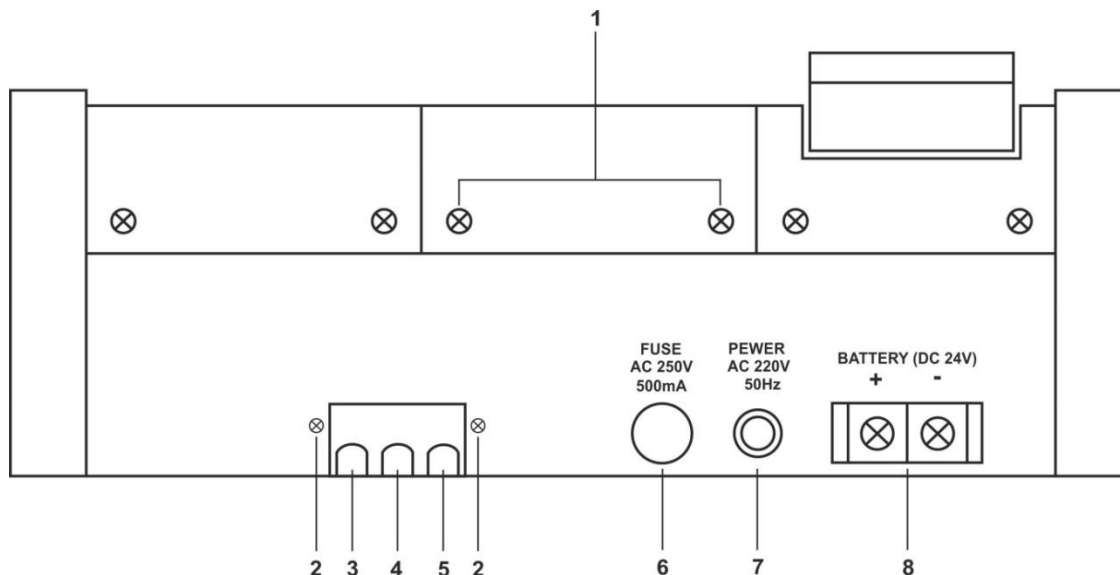 1
FUSE
AC 250V
500mA
PEWER
AC 220V
50Hz
BATTERY (DC 24V)
+ -
2 3 4 5 2 6 7 8